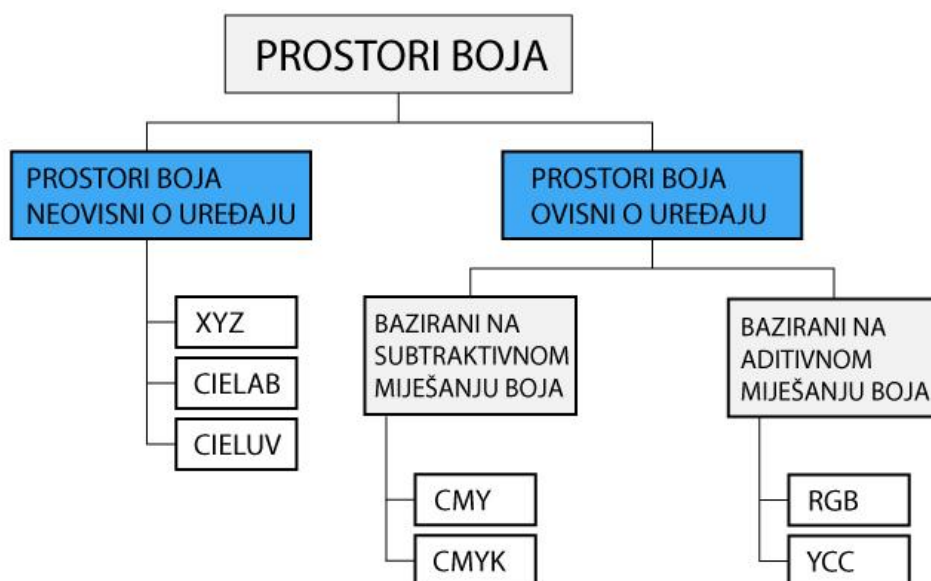 PROSTORI BOJA
PROSTORI BOJA
NEOVISNI O UREĐAJU
XYZ
CIELAB
CIELUV
PROSTORI BOJA
OVISNI O UREĐAJU
BAZIRANI NA
SUBTRAKTIVNOM
MIJEŠANJU BOJA
CMY
CMYK
BAZIRANI NA
ADITIVNOM
MIJEŠANJU BOJA
RGB
YCC